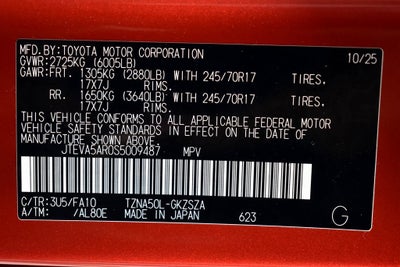 MFD.BY:TOYOTA MOTOR CORPORATION 10/25
GVWR:2725KG (6005LB)
GAWR:FRT. 1305KG (2880LB) WITH 245/70R17 TIRES.
17X7J RIMS.
RR. 1650KG (3640LB) WITH 245/70R17 TIRES.
17X7J RIMS.
THIS VEHICLE CONFORMS TO ALL APPLICABLE FEDERAL MOTOR
VEHICLE SAFETY STANDARDS IN EFFECT ON THE DATE OF
MANUFACTURE SHOWN ABOVE.
JTEVA5AR0S5009487 MPV
C/TR:3U5/FA10 TZNA50L-GKZSZA
A/TM: /AL80E MADE IN JAPAN 623 G